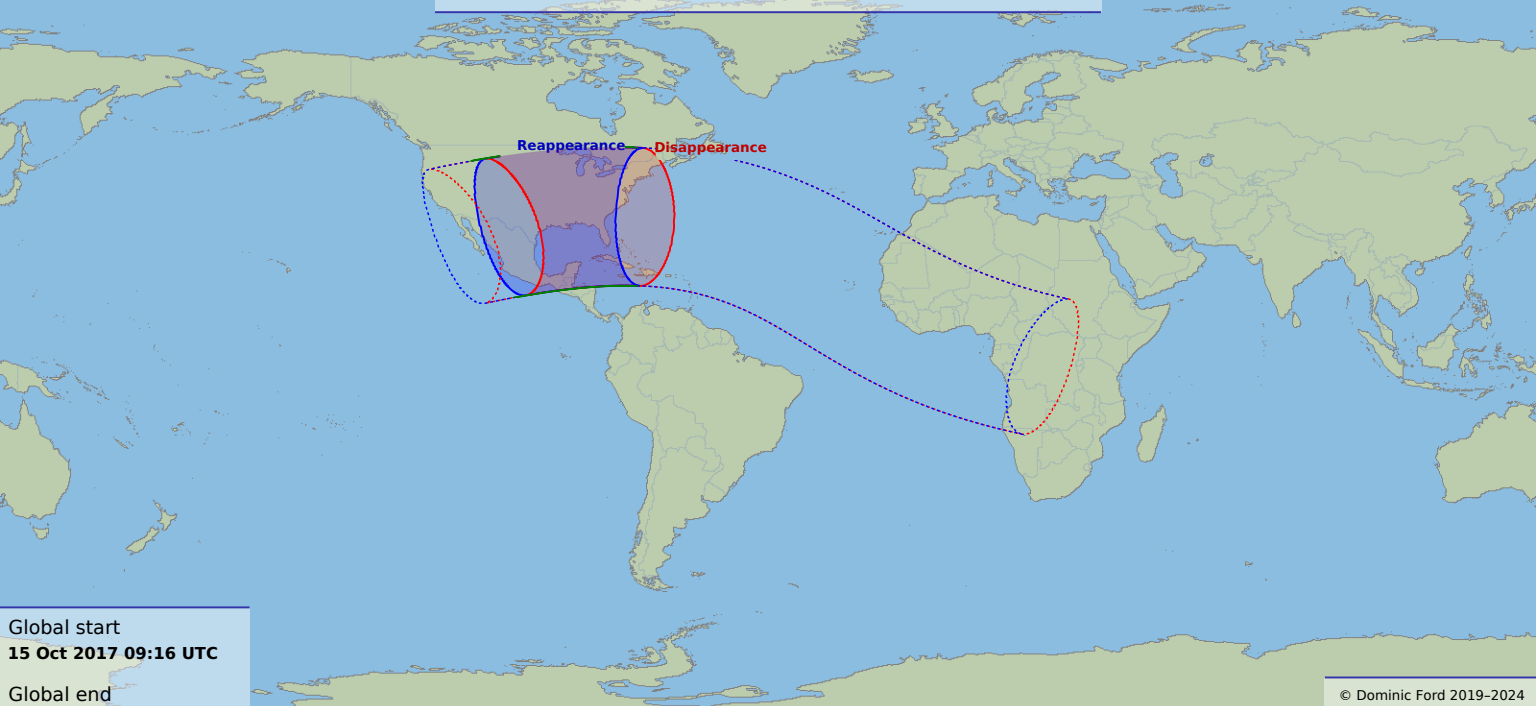 Reappearance
Disappearance
Global start
15 Oct 2017 09:16 UTC
Global end
© Dominic Ford 2019–2024